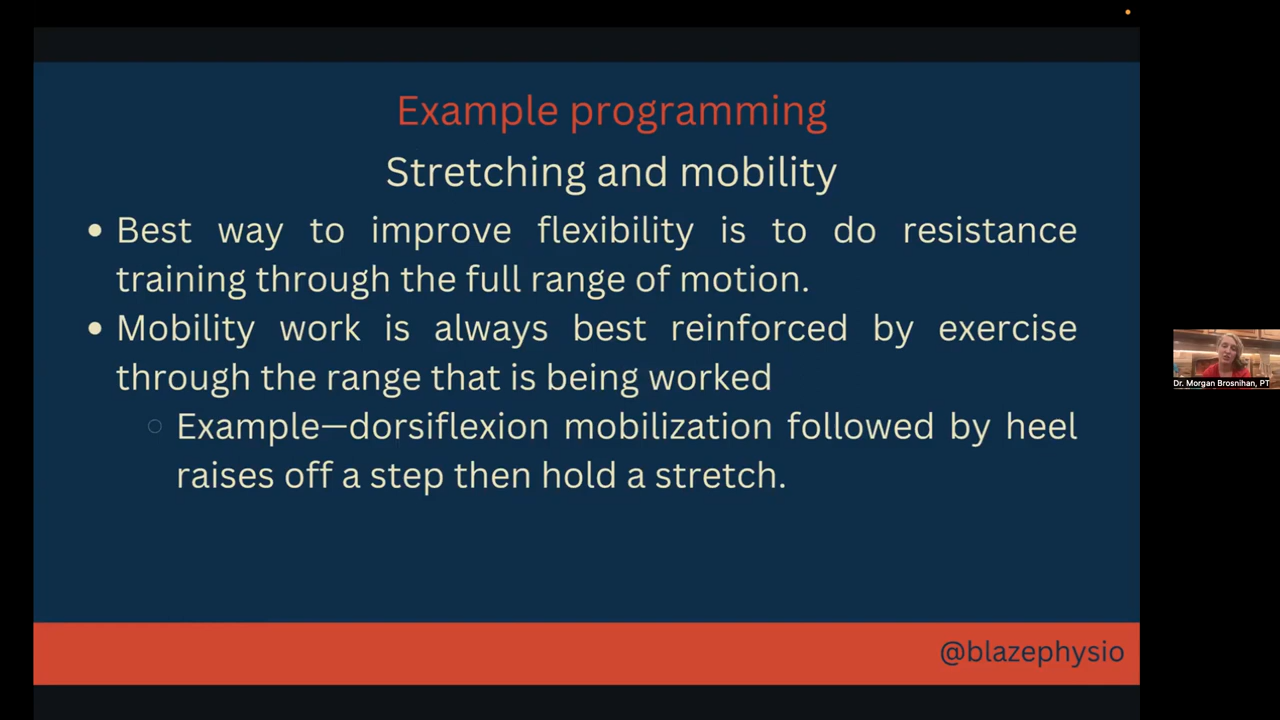 Example programming
Stretching and mobility
• Best way to improve flexibility is to do resistance
training through the full range of motion.
• Mobility work is always best reinforced by exercise
through the range that is being worked
○ Example—dorsiflexion mobilization followed by heel
raises off a step then hold a stretch.
Dr. Morgan Brosnihan, PT
@blazephysio